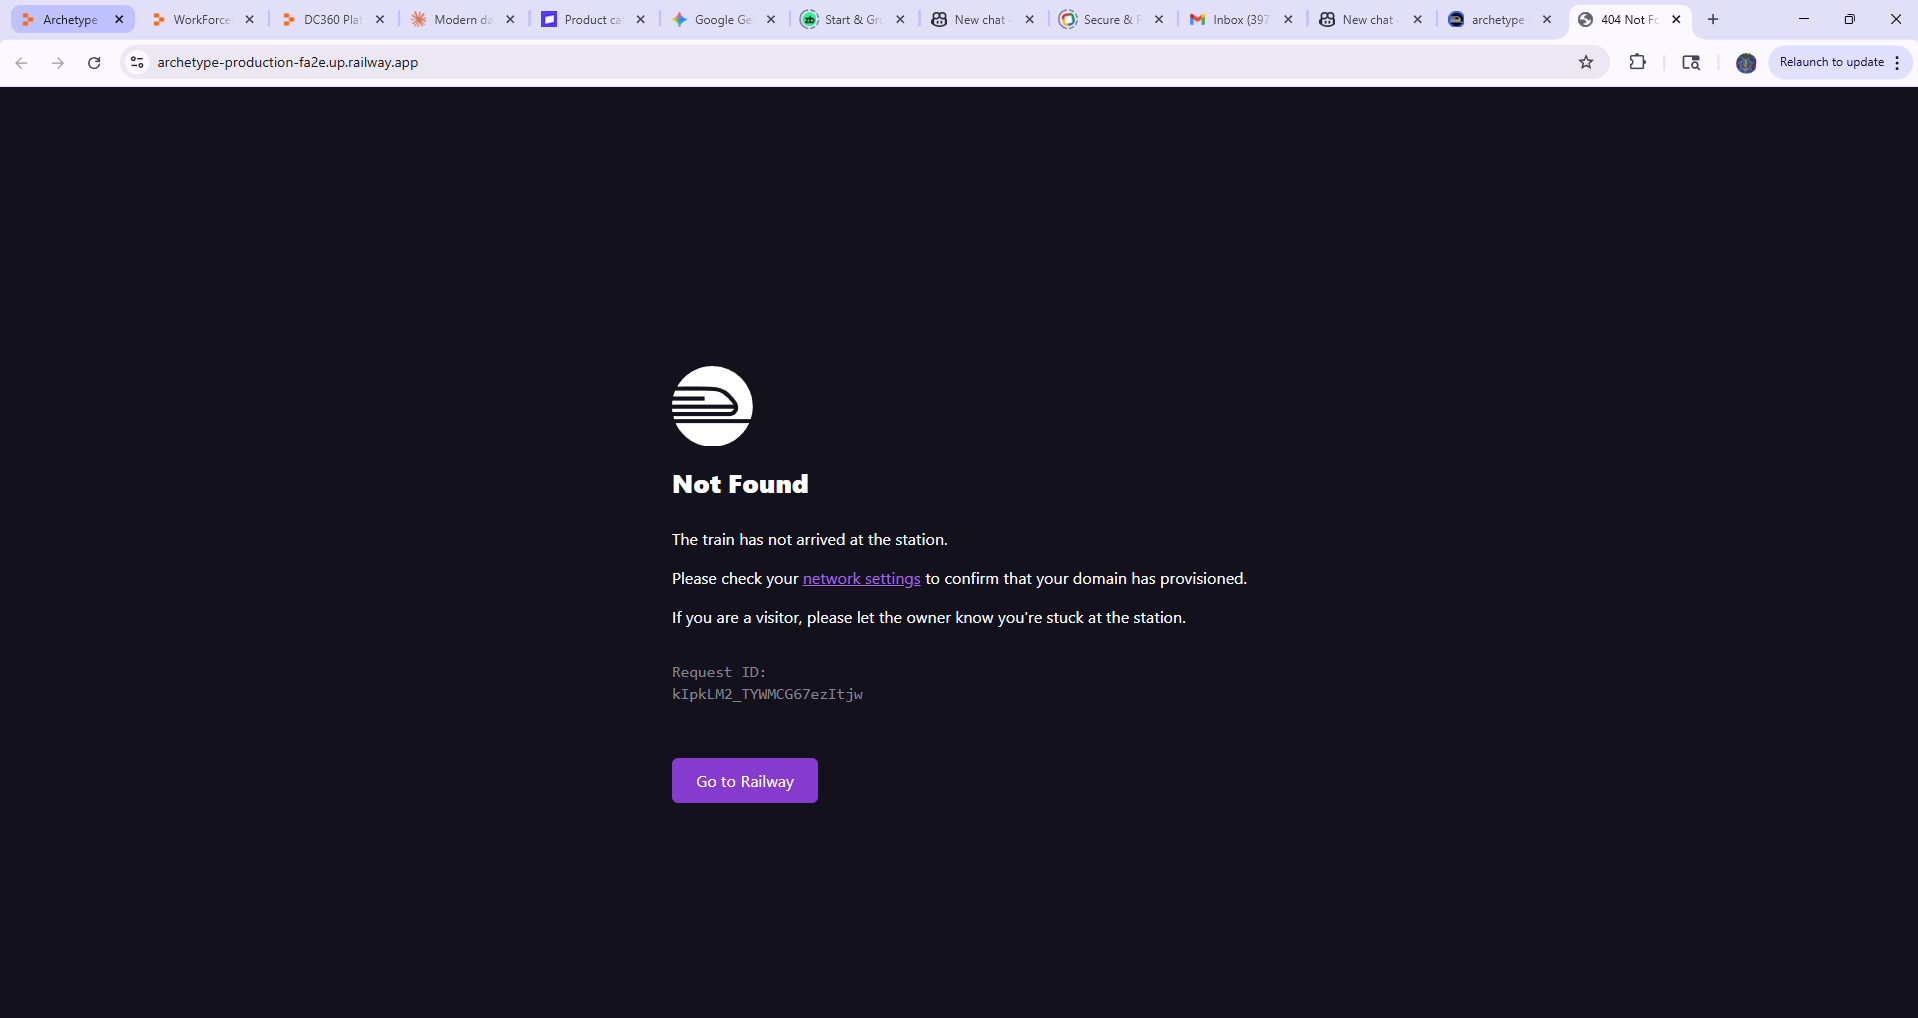 Archetype
WorkForce
DC360 Plat
Modern da
Product ca
Google Ge
Start & Gro
New chat
Secure & P
Inbox (397
New chat
archetype
404 Not Fo
archetype-production-fa2e.up.railway.app
Relaunch to update
Not Found
The train has not arrived at the station.
Please check your network settings to confirm that your domain has provisioned.
If you are a visitor, please let the owner know you're stuck at the station.
Request ID:
kIpkLM2_TYWMCG67ezItjw
Go to Railway